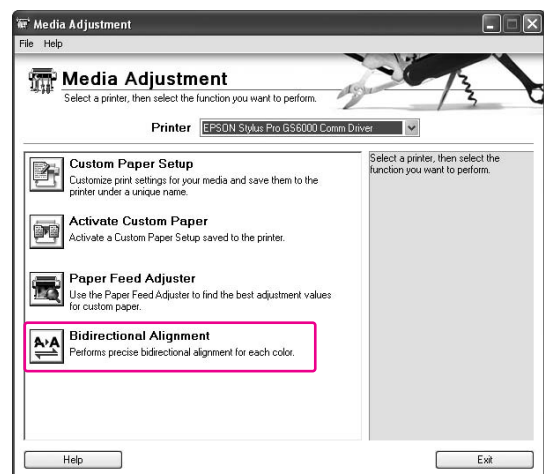 Media Adjustment
File Help
Media Adjustment
Select a printer, then select the function you want to perform.
Printer EPSON Stylus Pro GS6000 Comm Driver
Custom Paper Setup
Customize print settings for your media and save them to the
printer under a unique name.
Activate Custom Paper
Activate a Custom Paper Setup saved to the printer.
Paper Feed Adjuster
Use the Paper Feed Adjuster to find the best adjustment values
for custom paper.
A›A
Bidirectional Alignment
Performs precise bidirectional alignment for each color.
Select a printer, then select the
function you want to perform.
Help
Exit